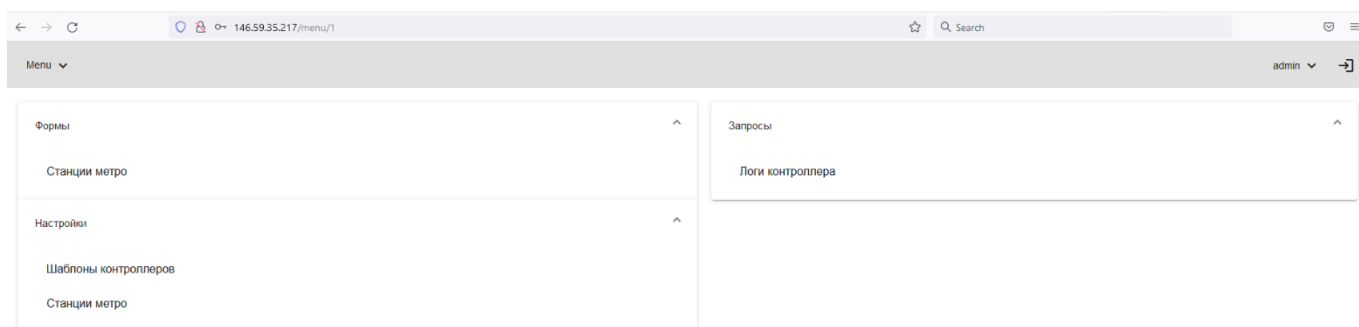 146.59.35.217/menu/1
Search
Menu
admin
Формы
Станции метро
Настройки
Шаблоны контроллеров
Станции метро
Запросы
Логи контроллера